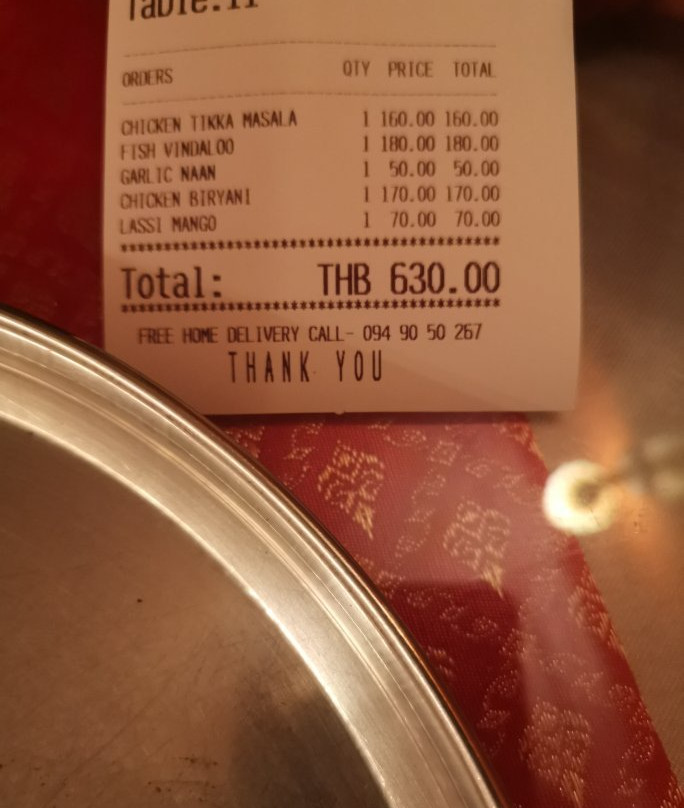 Table:11
ORDERS QTY PRICE TOTAL
CHICKEN TIKKA MASALA 1 160.00 160.00
FISH VINDALOO 1 180.00 180.00
GARLIC NAAN 1 50.00 50.00
CHICKEN BIRYANI 1 170.00 170.00
LASSI MANGO 1 70.00 70.00
Total: THB 630.00
FREE HOME DELIVERY CALL- 094 90 50 267
THANK YOU